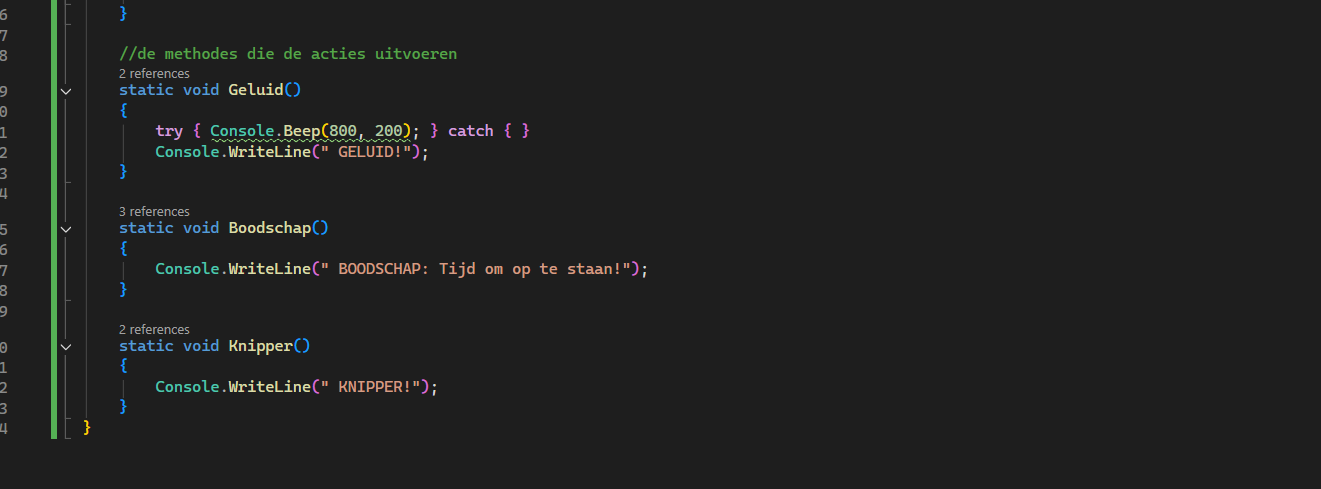 6 }
7
8 //de methodes die de acties uitvoeren
2 references
9 static void Geluid()
0 {
1 try { Console.Beep(800, 200); } catch { }
2 Console.WriteLine(" GELUID!");
3 }
4
3 references
5 static void Boodschap()
6 {
7 Console.WriteLine(" BOODSCHAP: Tijd om op te staan!");
8 }
9
2 references
0 static void Knipper()
1 {
2 Console.WriteLine(" KNIPPER!");
3 }
4 }